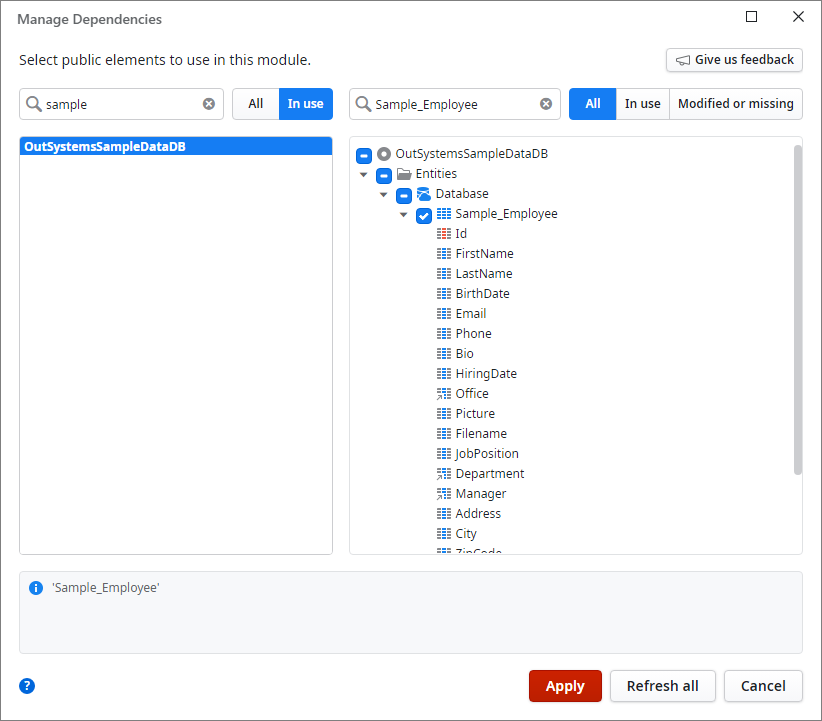 Manage Dependencies
Select public elements to use in this module.
Give us feedback
sample
All
In use
Sample_Employee
All
In use
Modified or missing
OutSystemsSampleDataDB
OutSystemsSampleDataDB
Entities
Database
Sample_Employee
Id
FirstName
LastName
BirthDate
Email
Phone
Bio
HiringDate
Office
Picture
Filename
JobPosition
Department
Manager
Address
City
ZipCode
'Sample_Employee'
Apply
Refresh all
Cancel